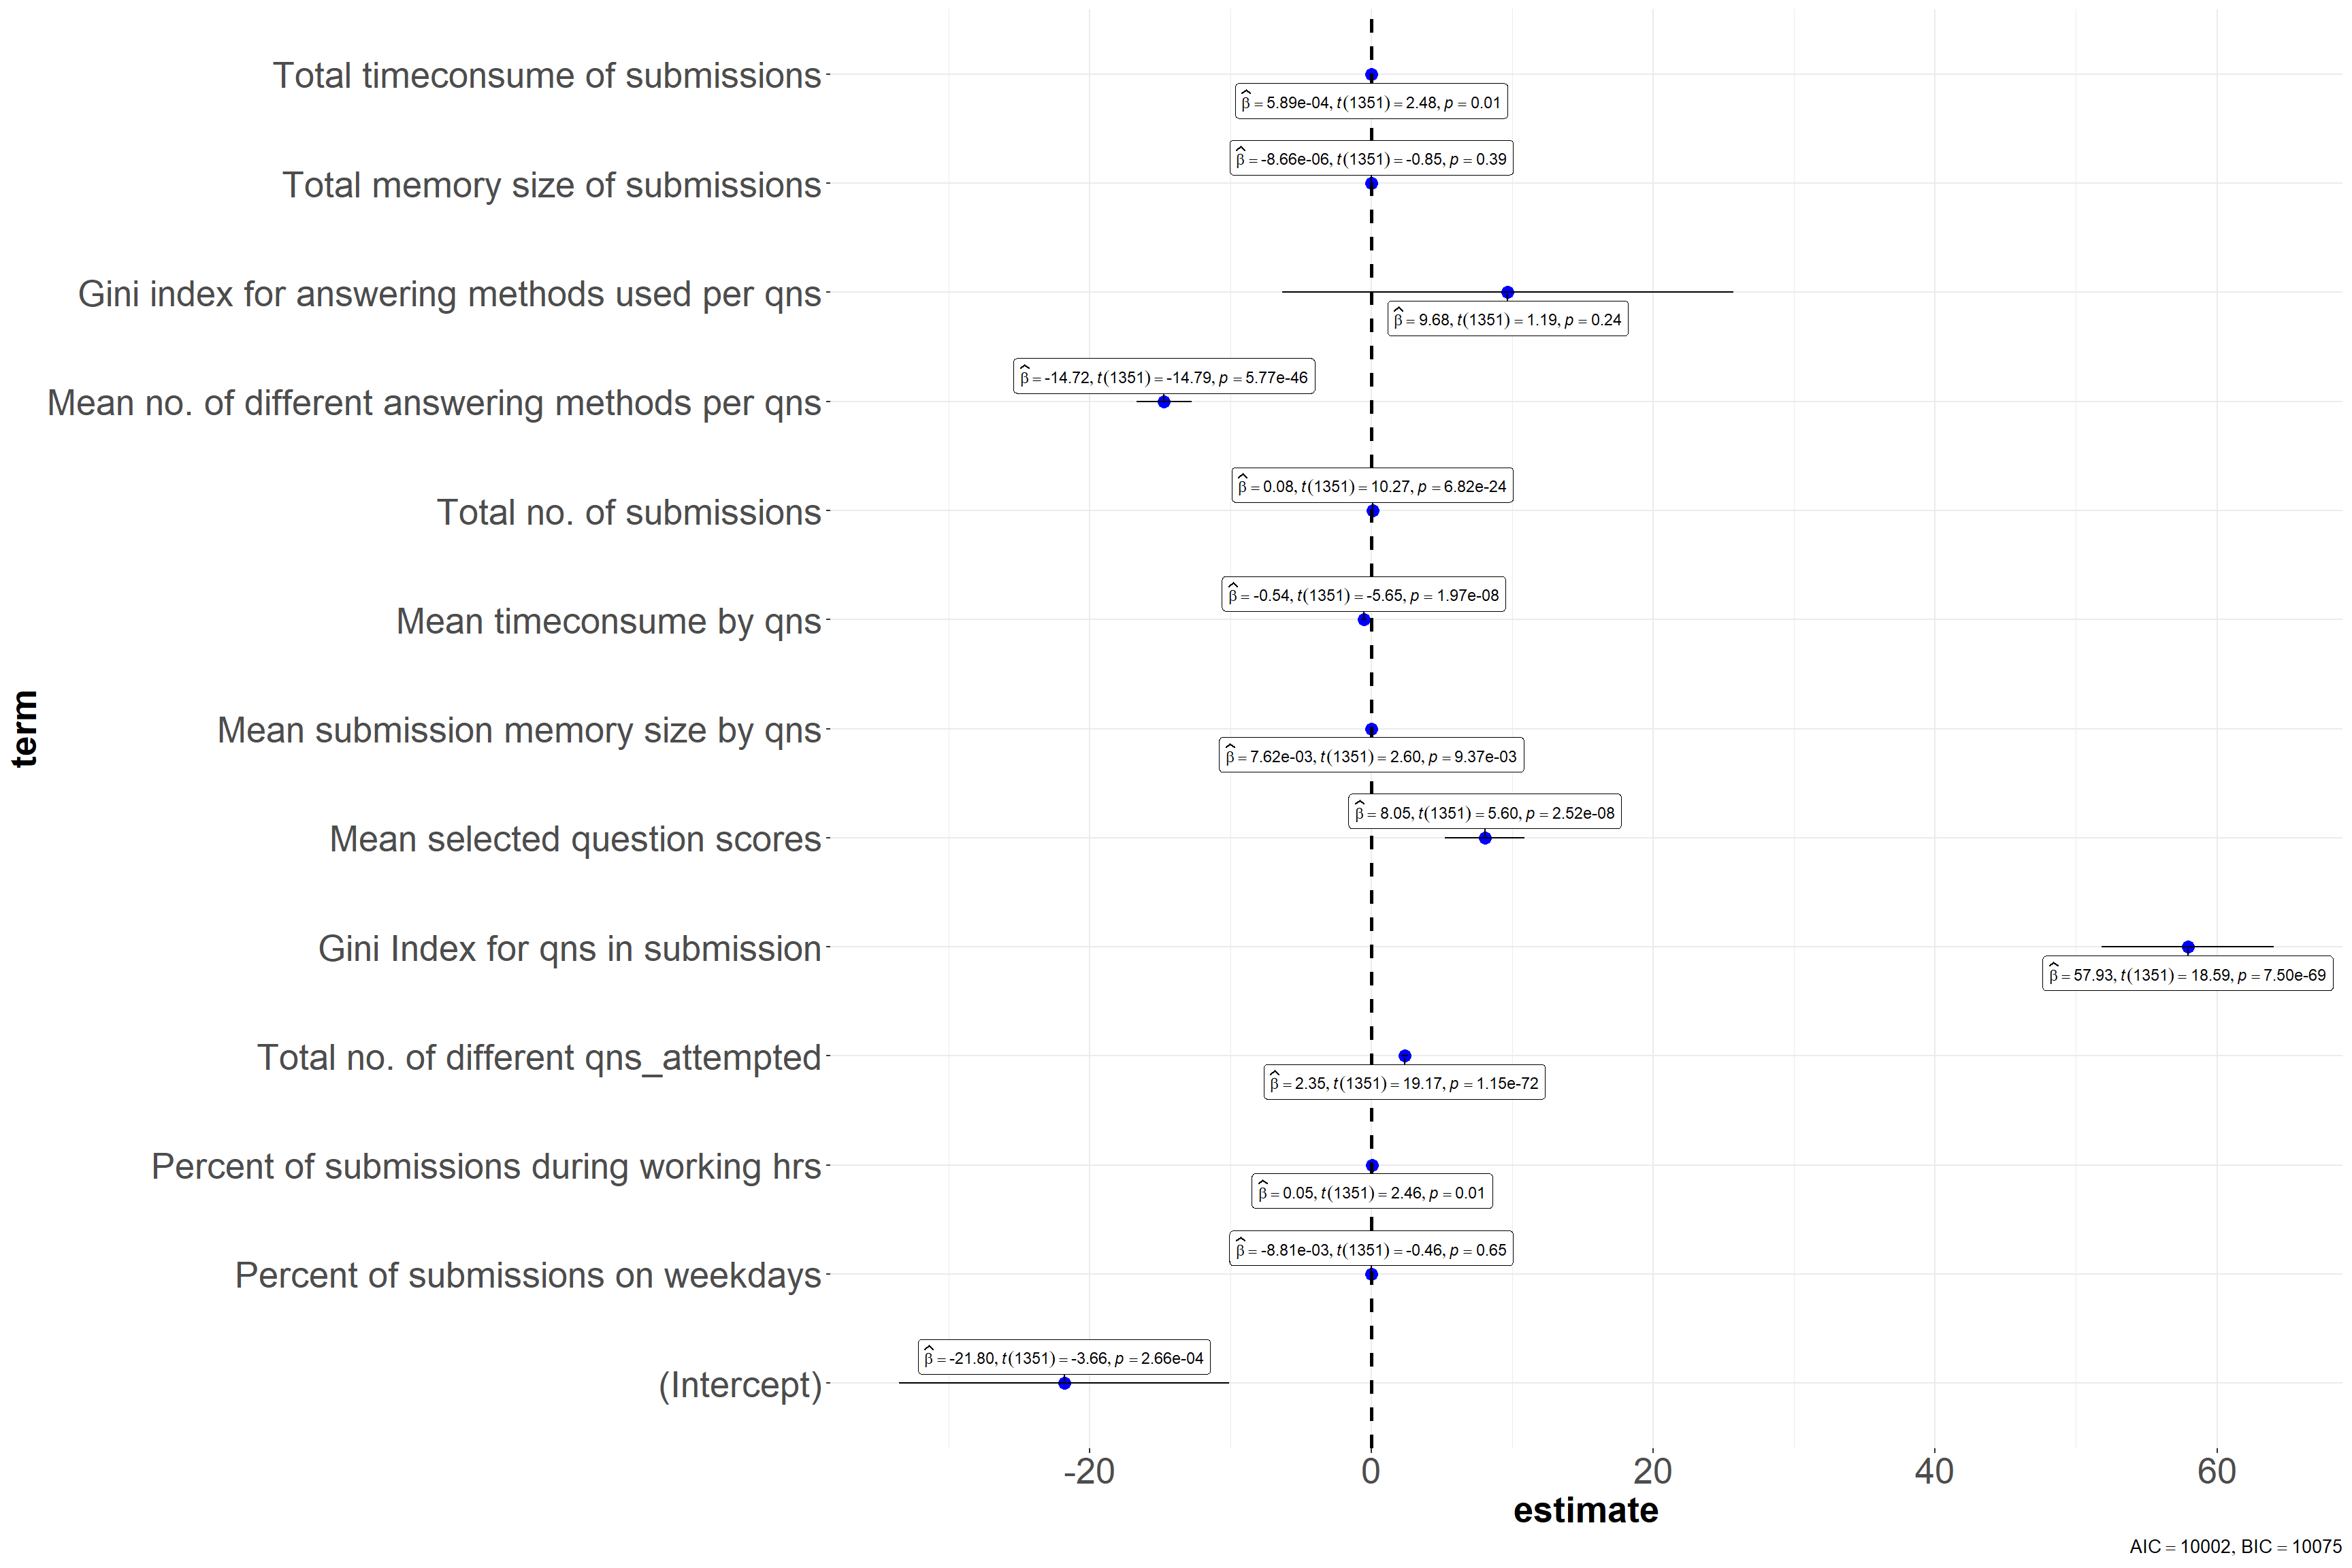 Total timeconsume of submissions
β̂ = 5.89e-04, t(1351) = 2.48, p = 0.01
β̂ = -8.66e-06, t(1351) = -0.85, p = 0.39
Total memory size of submissions
Gini index for answering methods used per qns
β̂ = 9.68, t(1351) = 1.19, p = 0.24
β̂ = -14.72, t(1351) = -14.79, p = 5.77e-46
Mean no. of different answering methods per qns
β̂ = 0.08, t(1351) = 10.27, p = 6.82e-24
Total no. of submissions
β̂ = -0.54, t(1351) = -5.65, p = 1.97e-08
Mean timeconsume by qns
term
Mean submission memory size by qns
β̂ = 7.62e-03, t(1351) = 2.60, p = 9.37e-03
β̂ = 8.05, t(1351) = 5.60, p = 2.52e-08
Mean selected question scores
Gini Index for qns in submission
β̂ = 57.93, t(1351) = 18.59, p = 7.50e-69
Total no. of different qns_attempted
β̂ = 2.35, t(1351) = 19.17, p = 1.15e-72
Percent of submissions during working hrs
β̂ = 0.05, t(1351) = 2.46, p = 0.01
β̂ = -8.81e-03, t(1351) = -0.46, p = 0.65
Percent of submissions on weekdays
β̂ = -21.80, t(1351) = -3.66, p = 2.66e-04
(Intercept)
-20 0 20 40 60
estimate
AIC = 10002, BIC = 10075